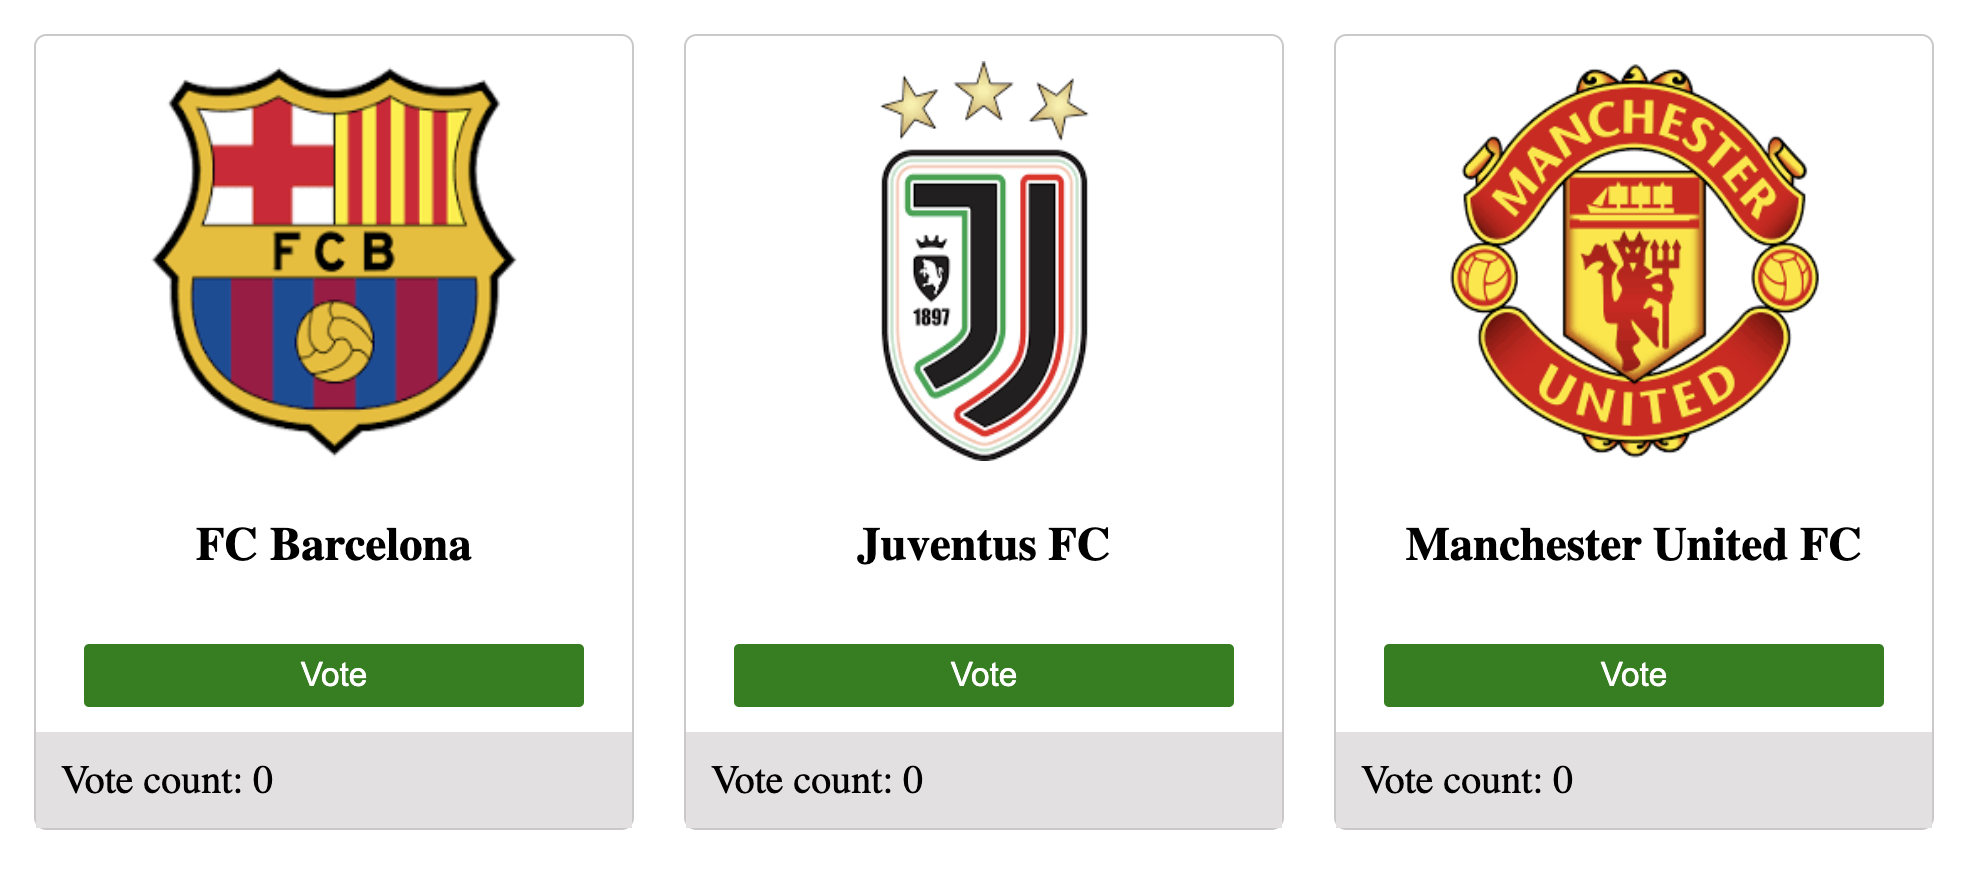 FCB
FC Barcelona
Vote
Vote count: 0
1897
Juventus FC
Vote
Vote count: 0
MANCHESTER
UNITED
Manchester United FC
Vote
Vote count: 0